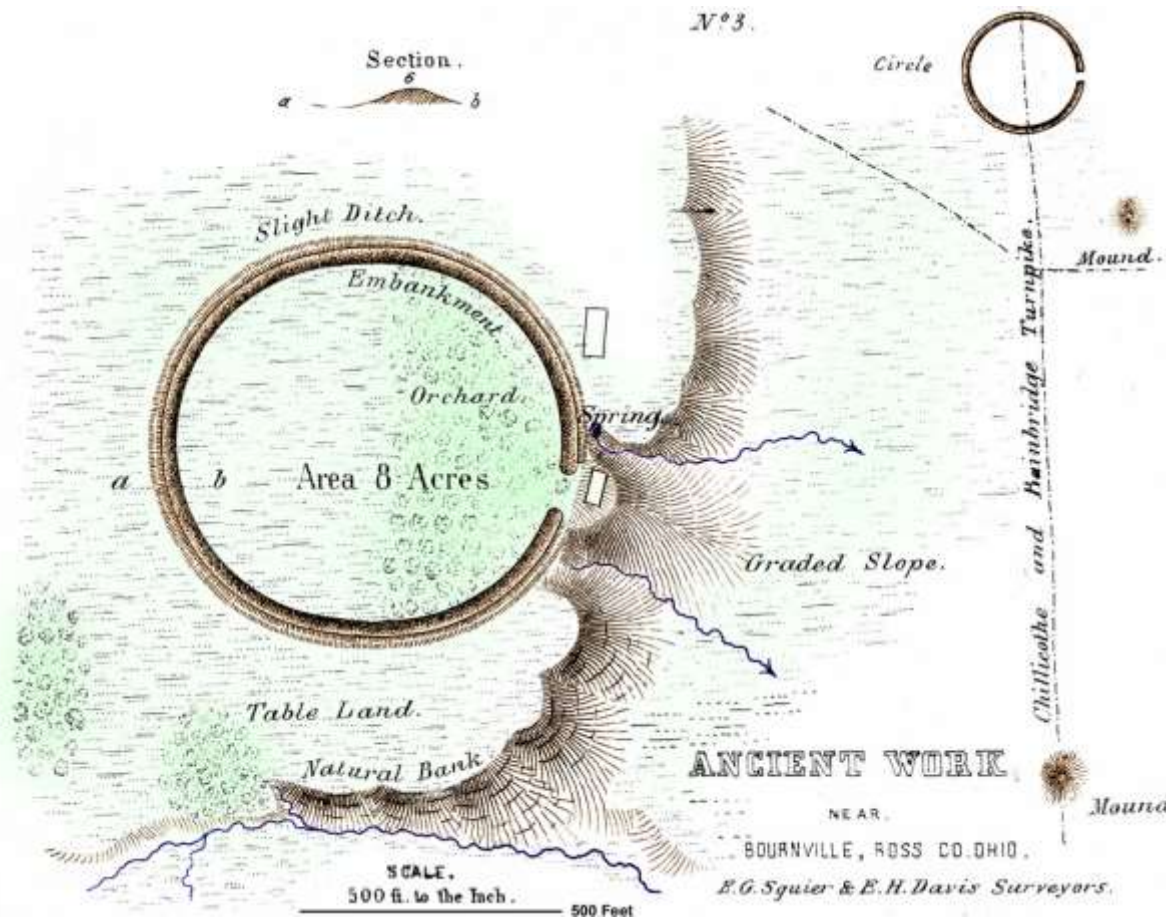 Nº 3.
Section.
6
a
b
Circle
Slight Ditch.
Embankment.
Mound.
Orchard.
Spring.
a
b
Area 8 Acres
Graded Slope.
Chillicothe and Bainbridge Turnpike.
Table Land.
Natural Bank
ANCIENT WORK
NEAR
BOURNVILLE, ROSS CO. OHIO.
E.G. Squier & E.H. Davis Surveyors.
Mound
SCALE.
500 ft. to the Inch.
500 Feet